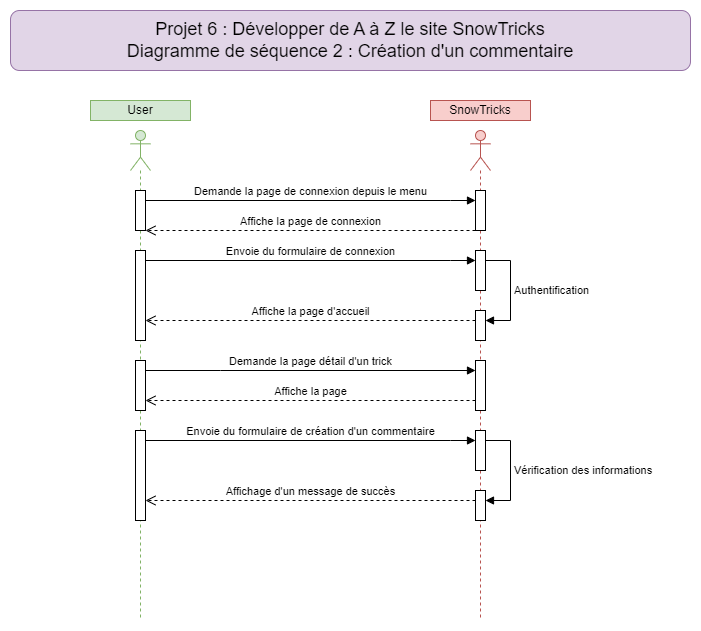 Projet 6 : Développer de A à Z le site SnowTricks
Diagramme de séquence 2 : Création d'un commentaire
User
SnowTricks
Demande la page de connexion depuis le menu
Affiche la page de connexion
Envoie du formulaire de connexion
Authentification
Affiche la page d'accueil
Demande la page détail d'un trick
Affiche la page
Envoie du formulaire de création d'un commentaire
Vérification des informations
Affichage d'un message de succès